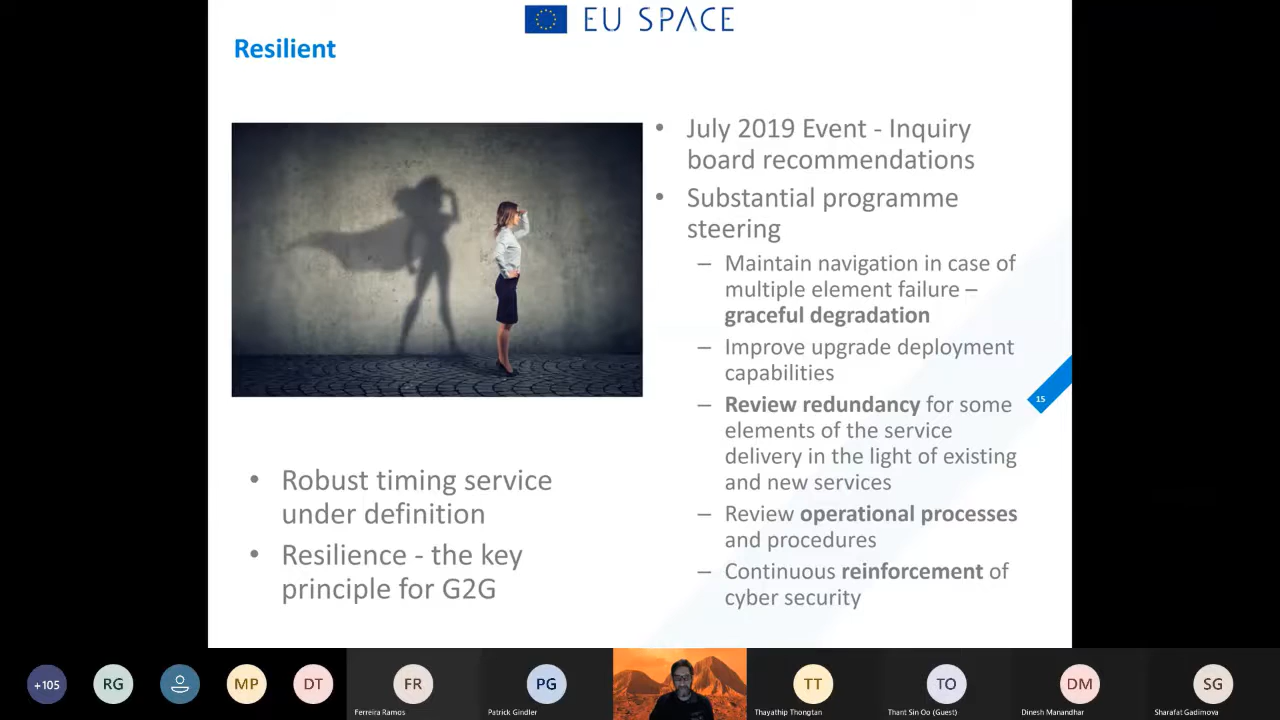 EU SPACE
Resilient
• July 2019 Event - Inquiry
board recommendations
• Substantial programme
steering
– Maintain navigation in case of
multiple element failure –
graceful degradation
– Improve upgrade deployment
capabilities
– Review redundancy for some
elements of the service
delivery in the light of existing
and new services
– Review operational processes
and procedures
– Continuous reinforcement of
cyber security
15
• Robust timing service
under definition
• Resilience - the key
principle for G2G
+105
RG
MP
DT
FR
Ferreira Ramos
PG
Patrick Gindler
TT
Thayathip Thongtan
TO
Thant Sin Oo (Guest)
DM
Dinesh Manandhar
SG
Sharafat Gadimova